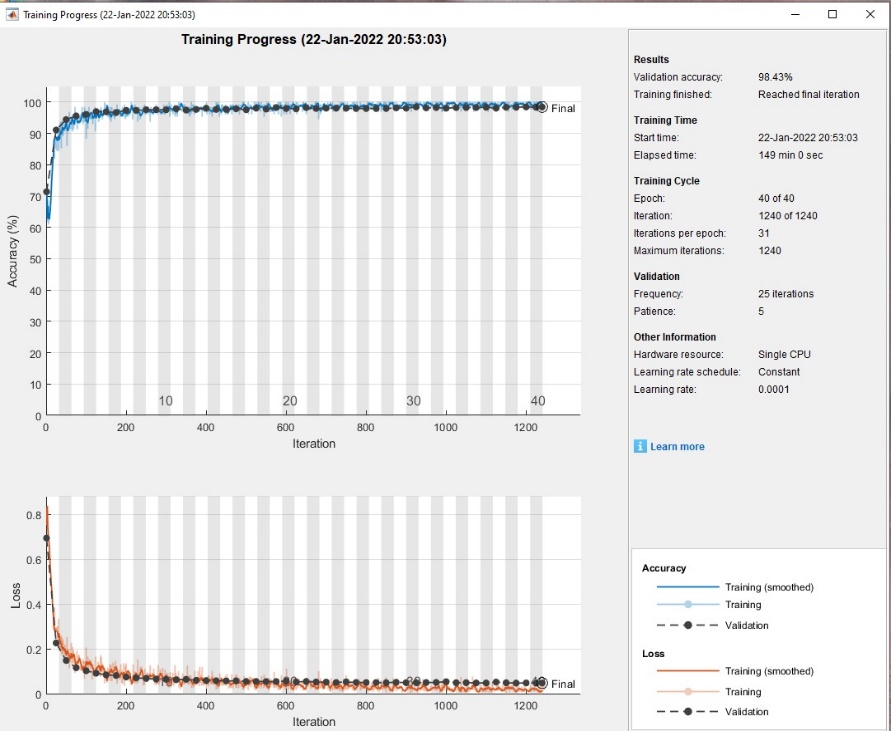 Training Progress (22-Jan-2022 20:53:03)
Training Progress (22-Jan-2022 20:53:03)
Accuracy (%)
100
90
80
70
60
50
40
30
20
10
0
10
20
30
40
Final
0
200
400
600
800
1000
1200
Iteration
Loss
0.8
0.6
0.4
0.2
0
Final
0
200
400
600
800
1000
1200
Iteration
Results
Validation accuracy: 98.43%
Training finished: Reached final iteration
Training Time
Start time: 22-Jan-2022 20:53:03
Elapsed time: 149 min 0 sec
Training Cycle
Epoch: 40 of 40
Iteration: 1240 of 1240
Iterations per epoch: 31
Maximum iterations: 1240
Validation
Frequency: 25 iterations
Patience: 5
Other Information
Hardware resource: Single CPU
Learning rate schedule: Constant
Learning rate: 0.0001
i Learn more
Accuracy
Training (smoothed)
Training
Validation
Loss
Training (smoothed)
Training
Validation